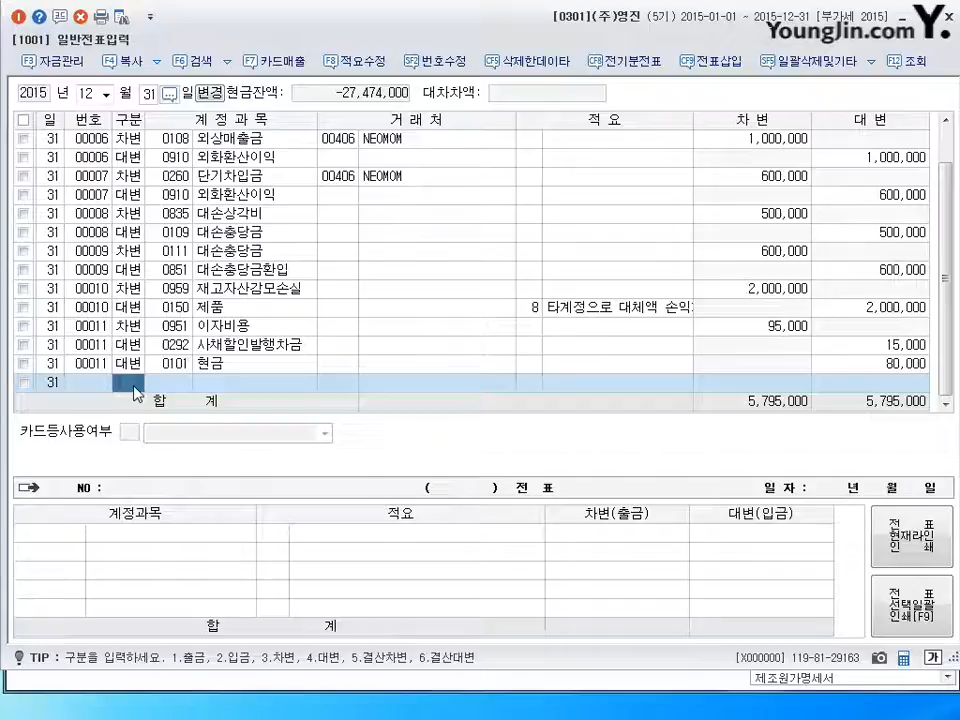 [0301](주)영진 (5기) 2015-01-01 ~ 2015-12-31 [부가세 2015]
YoungJin.com Y.
[1001] 일반전표입력
F3 자금관리 F4 복사 F6 검색 F7 카드매출 F8 적요수정 SF2 번호수정 CF5 삭제한데이타 CF8 전기분전표 CF9 전표삽입 SF5 일괄삭제및기타 F12 조회
2015 년 12 월 31 일 변경 현금잔액: -27,474,000 대차차액:
일 번호 구분 계 정 과 목 거 래 처 적 요 차 변 대 변
31 00006 차변 0108 외상매출금 00406 NEOMOM 1,000,000
31 00006 대변 0910 외화환산이익 1,000,000
31 00007 차변 0260 단기차입금 00406 NEOMOM 600,000
31 00007 대변 0910 외화환산이익 600,000
31 00008 차변 0835 대손상각비 500,000
31 00008 대변 0109 대손충당금 500,000
31 00009 차변 0111 대손충당금 600,000
31 00009 대변 0851 대손충당금환입 600,000
31 00010 차변 0959 재고자산감모손실 2,000,000
31 00010 대변 0150 제품 8 타계정으로 대체액 손익 2,000,000
31 00011 차변 0951 이자비용 95,000
31 00011 대변 0292 사채할인발행차금 15,000
31 00011 대변 0101 현금 80,000
31
합 계 5,795,000 5,795,000
카드등사용여부
NO : ( ) 전 표 일 자 : 년 월 일
계정과목 적요 차변(출금) 대변(입금)
전 표
현재라인
인 쇄
전 표
선택일괄
인쇄[F9]
합 계
TIP : 구분을 입력하세요. 1.출금, 2.입금, 3.차변, 4.대변, 5.결산차변, 6.결산대변 [X000000] 119-81-29163 가
제조원가명세서